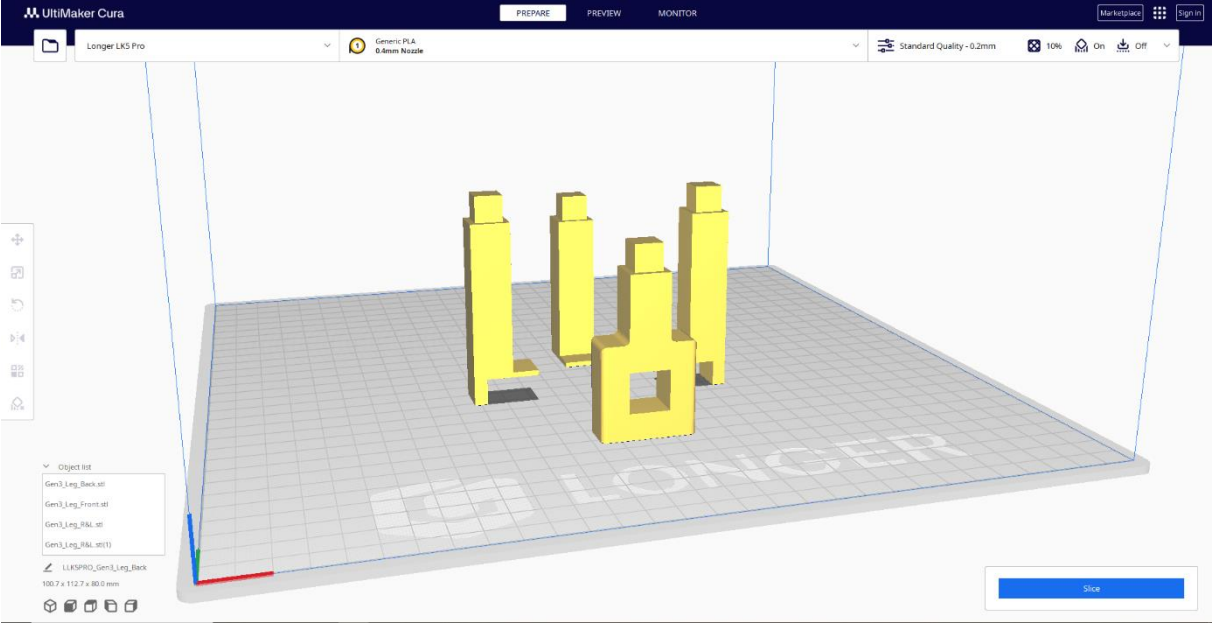 UltiMaker Cura
PREPARE
PREVIEW
MONITOR
Marketplace
Sign in
Longer LK5 Pro
1
Generic PLA
0.4mm Nozzle
Standard Quality - 0.2mm
10%
On
Off
LONGER
Object list
Gen3_Leg_Back.stl
Gen3_Leg_Front.stl
Gen3_Leg_R&L.stl
Gen3_Leg_R&L.stl(1)
LLK5PRO_Gen3_Leg_Back
100.7 x 112.7 x 80.0 mm
Slice